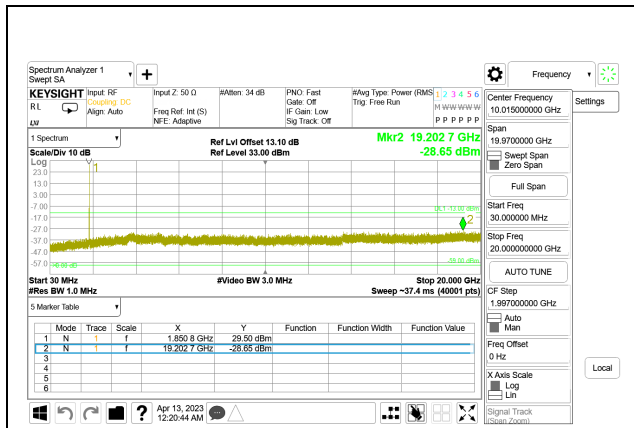 Spectrum Analyzer 1
Swept SA
+
Frequency
KEYSIGHT
RL
LXI
Input: RF
Coupling: DC
Align: Auto
Input Z: 50 Ω
Freq Ref: Int (S)
NFE: Adaptive
#Atten: 34 dB
PNO: Fast
Gate: Off
IF Gain: Low
Sig Track: Off
#Avg Type: Power (RMS
Trig: Free Run
1 2 3 4 5 6
M W W W W W
P P P P P P
Center Frequency
10.015000000 GHz
Settings
1 Spectrum
Scale/Div 10 dB
Ref Lvl Offset 13.10 dB
Ref Level 33.00 dBm
Mkr2 19.202 7 GHz
-28.65 dBm
Span
19.9700000 GHz
Swept Span
Zero Span
Full Span
Log
23.0
13.0
3.00
-7.00
-17.0
-27.0
-37.0
-47.0
-57.0
1
DL1 -13.00 dBm
2
Start Freq
30.000000 MHz
Stop Freq
20.000000000 GHz
AUTO TUNE
Start 30 MHz
#Res BW 1.0 MHz
#Video BW 3.0 MHz
Stop 20.000 GHz
Sweep ~37.4 ms (40001 pts)
CF Step
1.997000000 GHz
Auto
Man
5 Marker Table
Mode Trace Scale X Y Function Function Width Function Value
1 N 1 f 1.850 8 GHz 29.50 dBm
2 N 1 f 19.202 7 GHz -28.65 dBm
3
4
5
6
Freq Offset
0 Hz
X Axis Scale
Log
Lin
Local
Signal Track
(Span Zoom)
?
Apr 13, 2023
12:20:44 AM